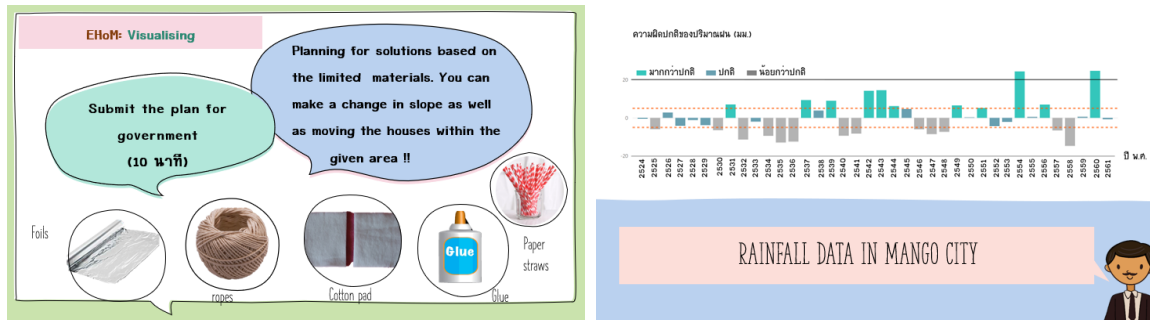 EHoM: Visualising
Planning for solutions based on
the limited materials. You can
make a change in slope as well
as moving the houses within the
given area !!
Submit the plan for
government
(10 นาที)
Foils
ropes
Cotton pad
Glue
Glue
Paper
straws
ความผิดปกติของปริมาณฝน (มม.)
มากกว่าปกติ ปกติ น้อยกว่าปกติ
20
0
-20
2524 2525 2526 2527 2528 2529 2530 2531 2532 2533 2534 2535 2536 2537 2538 2539 2540 2541 2542 2543 2544 2545 2546 2547 2548 2549 2550 2551 2552 2553 2554 2555 2556 2557 2558 2559 2560 2561
ปี พ.ศ.
RAINFALL DATA IN MANGO CITY